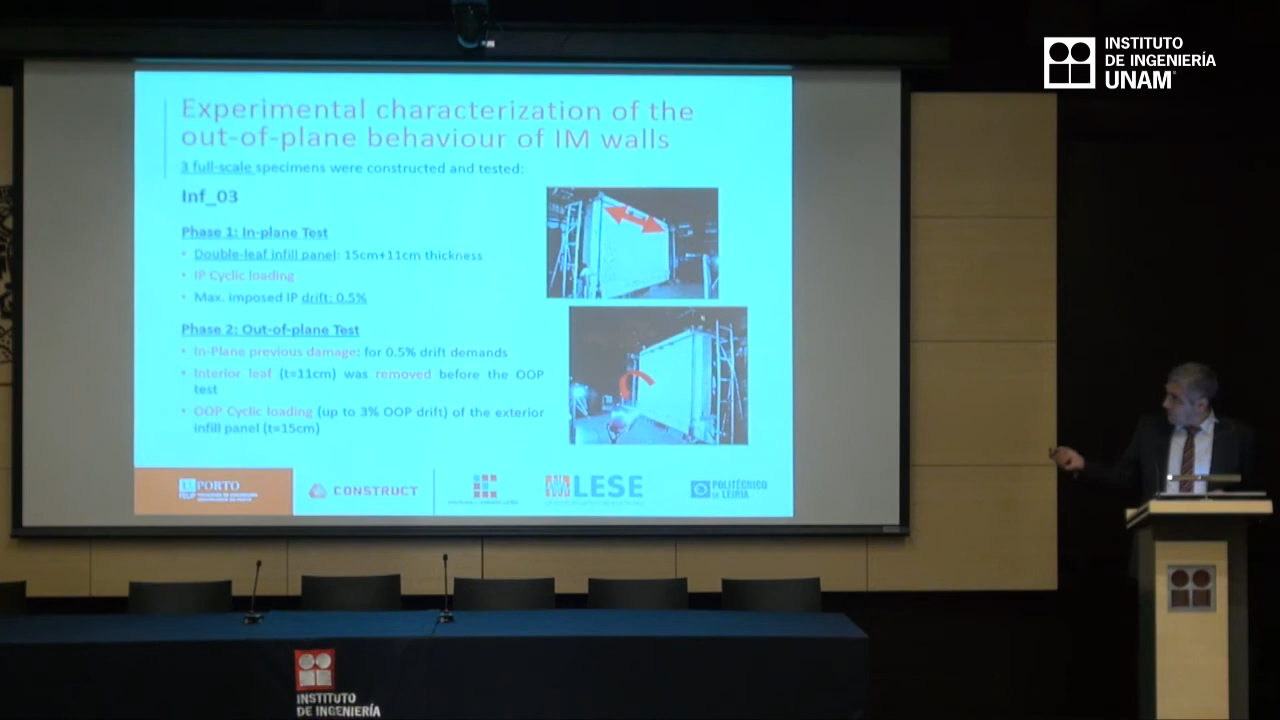 INSTITUTO
DE INGENIERÍA
UNAM
Experimental characterization of the
out-of-plane behaviour of IM walls
3 full-scale specimens were constructed and tested:
Inf_03
Phase 1: In-plane Test
• Double-leaf infill panel: 15cm+11cm thickness
• IP Cyclic loading
• Max. imposed IP drift: 0.5%
Phase 2: Out-of-plane Test
• In-Plane previous damage: for 0.5% drift demands
• Interior leaf (t=11cm) was removed before the OOP
test
• OOP Cyclic loading (up to 3% OOP drift) of the exterior
infill panel (t=15cm)
U.PORTO
CONSTRUCT
LESE
POLITÉCNICO
DE LEIRIA
INSTITUTO
DE INGENIERÍA